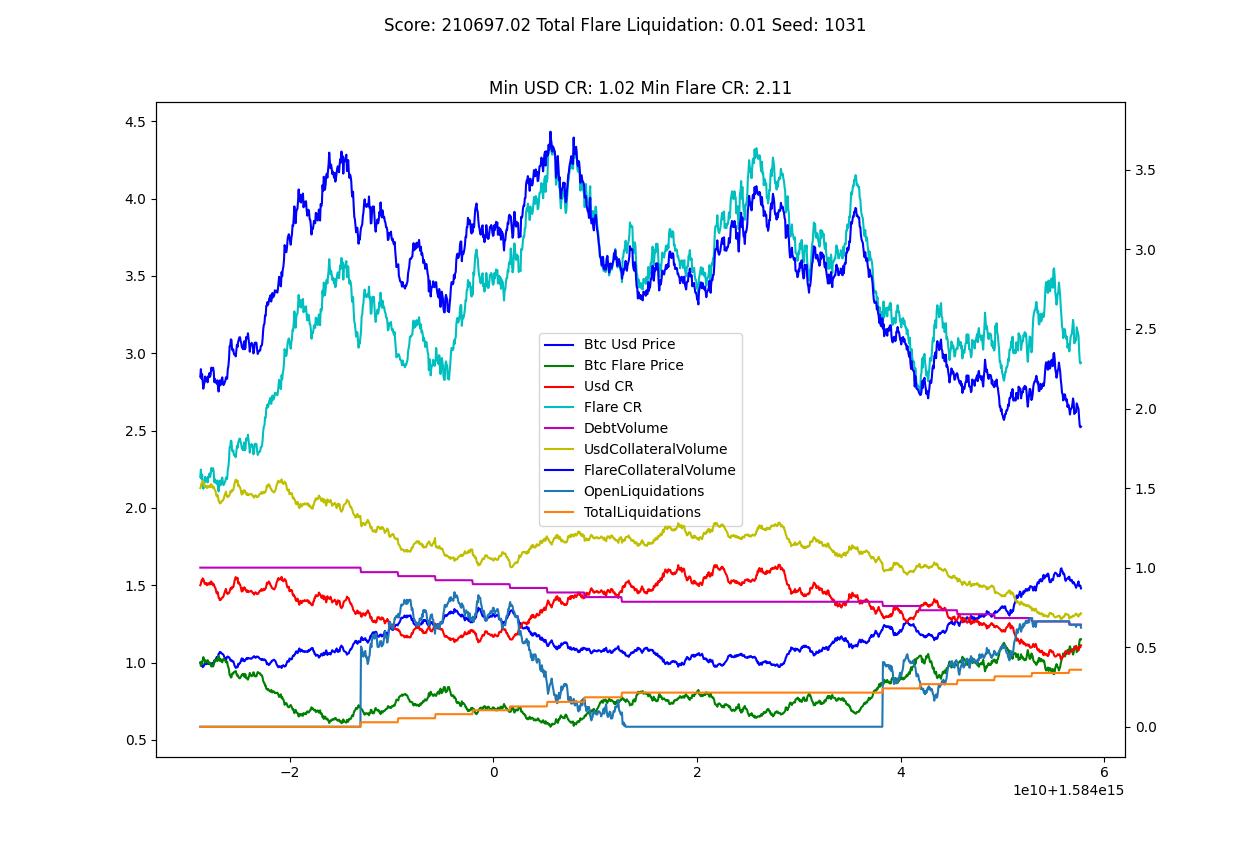 Score: 210697.02 Total Flare Liquidation: 0.01 Seed: 1031
Min USD CR: 1.02 Min Flare CR: 2.11
4.5
4.0
3.5
3.0
2.5
2.0
1.5
1.0
0.5
3.5
3.0
2.5
2.0
1.5
1.0
0.5
0.0
Btc Usd Price
Btc Flare Price
Usd CR
Flare CR
DebtVolume
UsdCollateralVolume
FlareCollateralVolume
OpenLiquidations
TotalLiquidations
−2 0 2 4 6
1e10+1.584e15